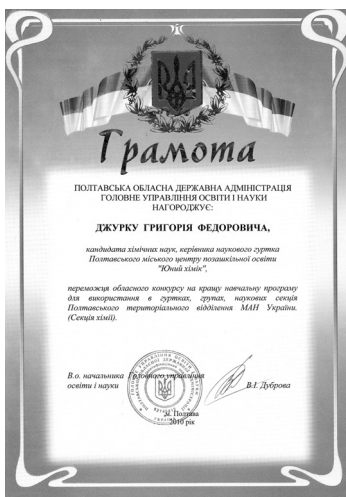 Грамота
ПОЛТАВСЬКА ОБЛАСНА ДЕРЖАВНА АДМІНІСТРАЦІЯ
ГОЛОВНЕ УПРАВЛІННЯ ОСВІТИ І НАУКИ
НАГОРОДЖУЄ:
ДЖУРКУ ГРИГОРІЯ ФЕДОРОВИЧА,
кандидата хімічних наук, керівника наукового гуртка
Полтавського міського центру позашкільної освіти
"Юний хімік",
переможця обласного конкурсу на кращу навчальну програму
для використання в гуртках, групах, наукових секція
Полтавського територіального відділення МАН України.
(Секція хімії).
В.о. начальника Головного управління
освіти і науки
В.І. Дуброва
м. Полтава
2010 рік